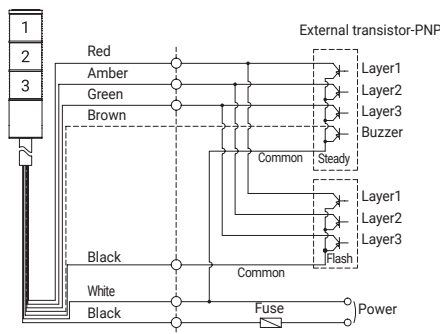 1
2
3
External transistor-PNP
Red
Amber
Green
Brown
Layer1
Layer2
Layer3
Buzzer
Common
Steady
Layer1
Layer2
Layer3
Flash
Black
Common
White
Black
Fuse
Power